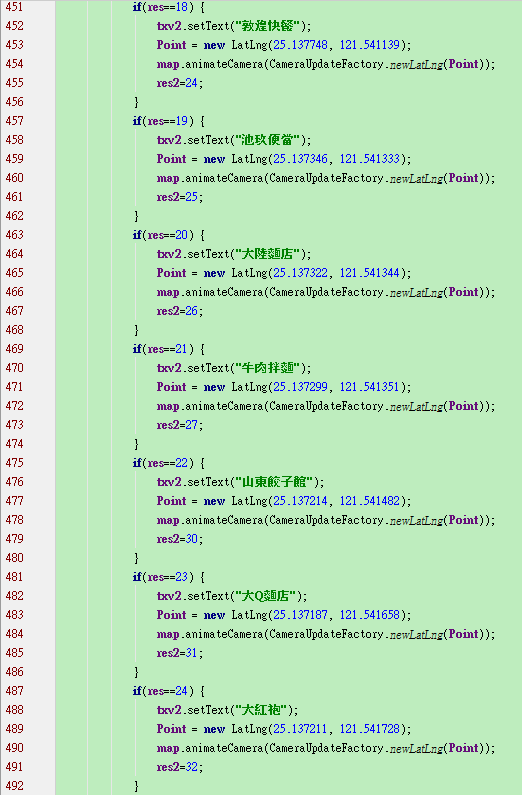 451 if(res==18) {
452 txv2.setText("敦煌快餐");
453 Point = new LatLng(25.137748, 121.541139);
454 map.animateCamera(CameraUpdateFactory.newLatLng(Point));
455 res2=24;
456 }
457 if(res==19) {
458 txv2.setText("池玖便當");
459 Point = new LatLng(25.137346, 121.541333);
460 map.animateCamera(CameraUpdateFactory.newLatLng(Point));
461 res2=25;
462 }
463 if(res==20) {
464 txv2.setText("大陸麵店");
465 Point = new LatLng(25.137322, 121.541344);
466 map.animateCamera(CameraUpdateFactory.newLatLng(Point));
467 res2=26;
468 }
469 if(res==21) {
470 txv2.setText("牛肉拌麵");
471 Point = new LatLng(25.137299, 121.541351);
472 map.animateCamera(CameraUpdateFactory.newLatLng(Point));
473 res2=27;
474 }
475 if(res==22) {
476 txv2.setText("山東餃子館");
477 Point = new LatLng(25.137214, 121.541482);
478 map.animateCamera(CameraUpdateFactory.newLatLng(Point));
479 res2=30;
480 }
481 if(res==23) {
482 txv2.setText("大Q麵店");
483 Point = new LatLng(25.137187, 121.541658);
484 map.animateCamera(CameraUpdateFactory.newLatLng(Point));
485 res2=31;
486 }
487 if(res==24) {
488 txv2.setText("大紅袍");
489 Point = new LatLng(25.137211, 121.541728);
490 map.animateCamera(CameraUpdateFactory.newLatLng(Point));
491 res2=32;
492 }